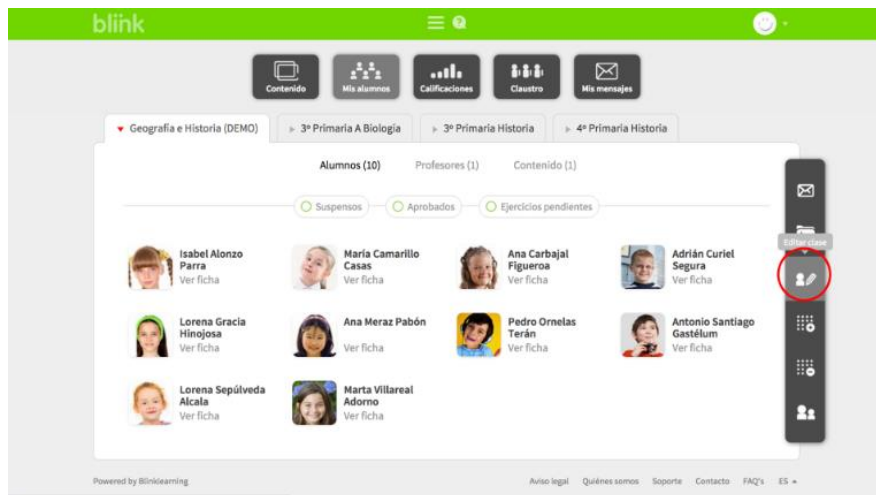 blink
Contenido
Mis alumnos
Calificaciones
Claustro
Mis mensajes
Geografía e Historia (DEMO)
3º Primaria A Biologia
3º Primaria Historia
4º Primaria Historia
Alumnos (10)
Profesores (1)
Contenido (1)
Suspensos
Aprobados
Ejercicios pendientes
Editar clase
Isabel Alonzo
Parra
Ver ficha
María Camarillo
Casas
Ver ficha
Ana Carbajal
Figueroa
Ver ficha
Adrián Curiel
Segura
Ver ficha
Lorena Gracia
Hinojosa
Ver ficha
Ana Meraz Pabón
Ver ficha
Pedro Ornelas
Terán
Ver ficha
Antonio Santiago
Gastélum
Ver ficha
Lorena Sepúlveda
Alcala
Ver ficha
Marta Villareal
Adorno
Ver ficha
Powered by Blinklearning
Aviso legal
Quiénes somos
Soporte
Contacto
FAQ's
ES